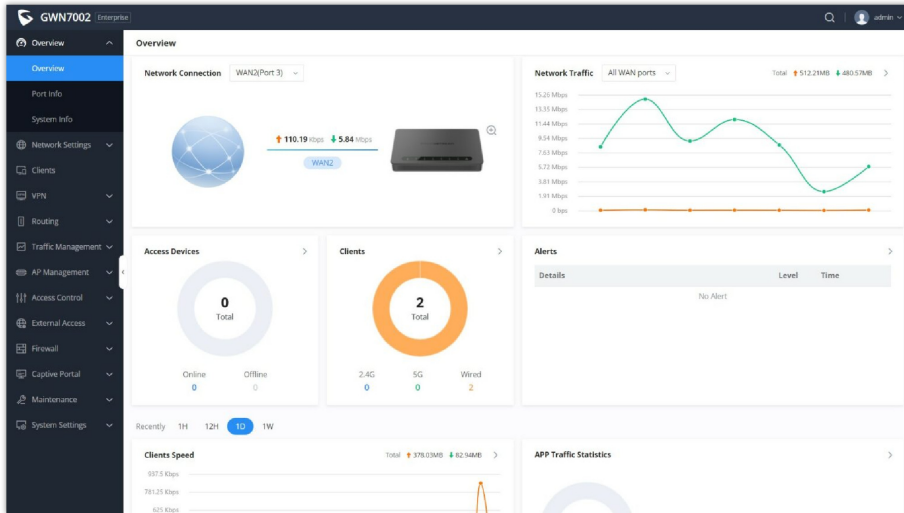 GWN7002 Enterprise
admin
Overview
Overview
Port Info
System Info
Network Settings
Clients
VPN
Routing
Traffic Management
AP Management
Access Control
External Access
Firewall
Captive Portal
Maintenance
System Settings
Overview
Network Connection WAN2(Port 3)
110.19 Kbps 5.84 Mbps
WAN2
Network Traffic All WAN ports Total 512.21MB 480.57MB
15.26 Mbps
13.35 Mbps
11.44 Mbps
9.54 Mbps
7.63 Mbps
5.72 Mbps
3.81 Mbps
1.91 Mbps
0 bps
Access Devices
0
Total
Online Offline
0 0
Clients
2
Total
2.4G 5G Wired
0 0 2
Alerts
Details Level Time
No Alert
Recently 1H 12H 1D 1W
Clients Speed Total 378.03MB 82.94MB
937.5 Kbps
781.25 Kbps
625 Kbps
APP Traffic Statistics